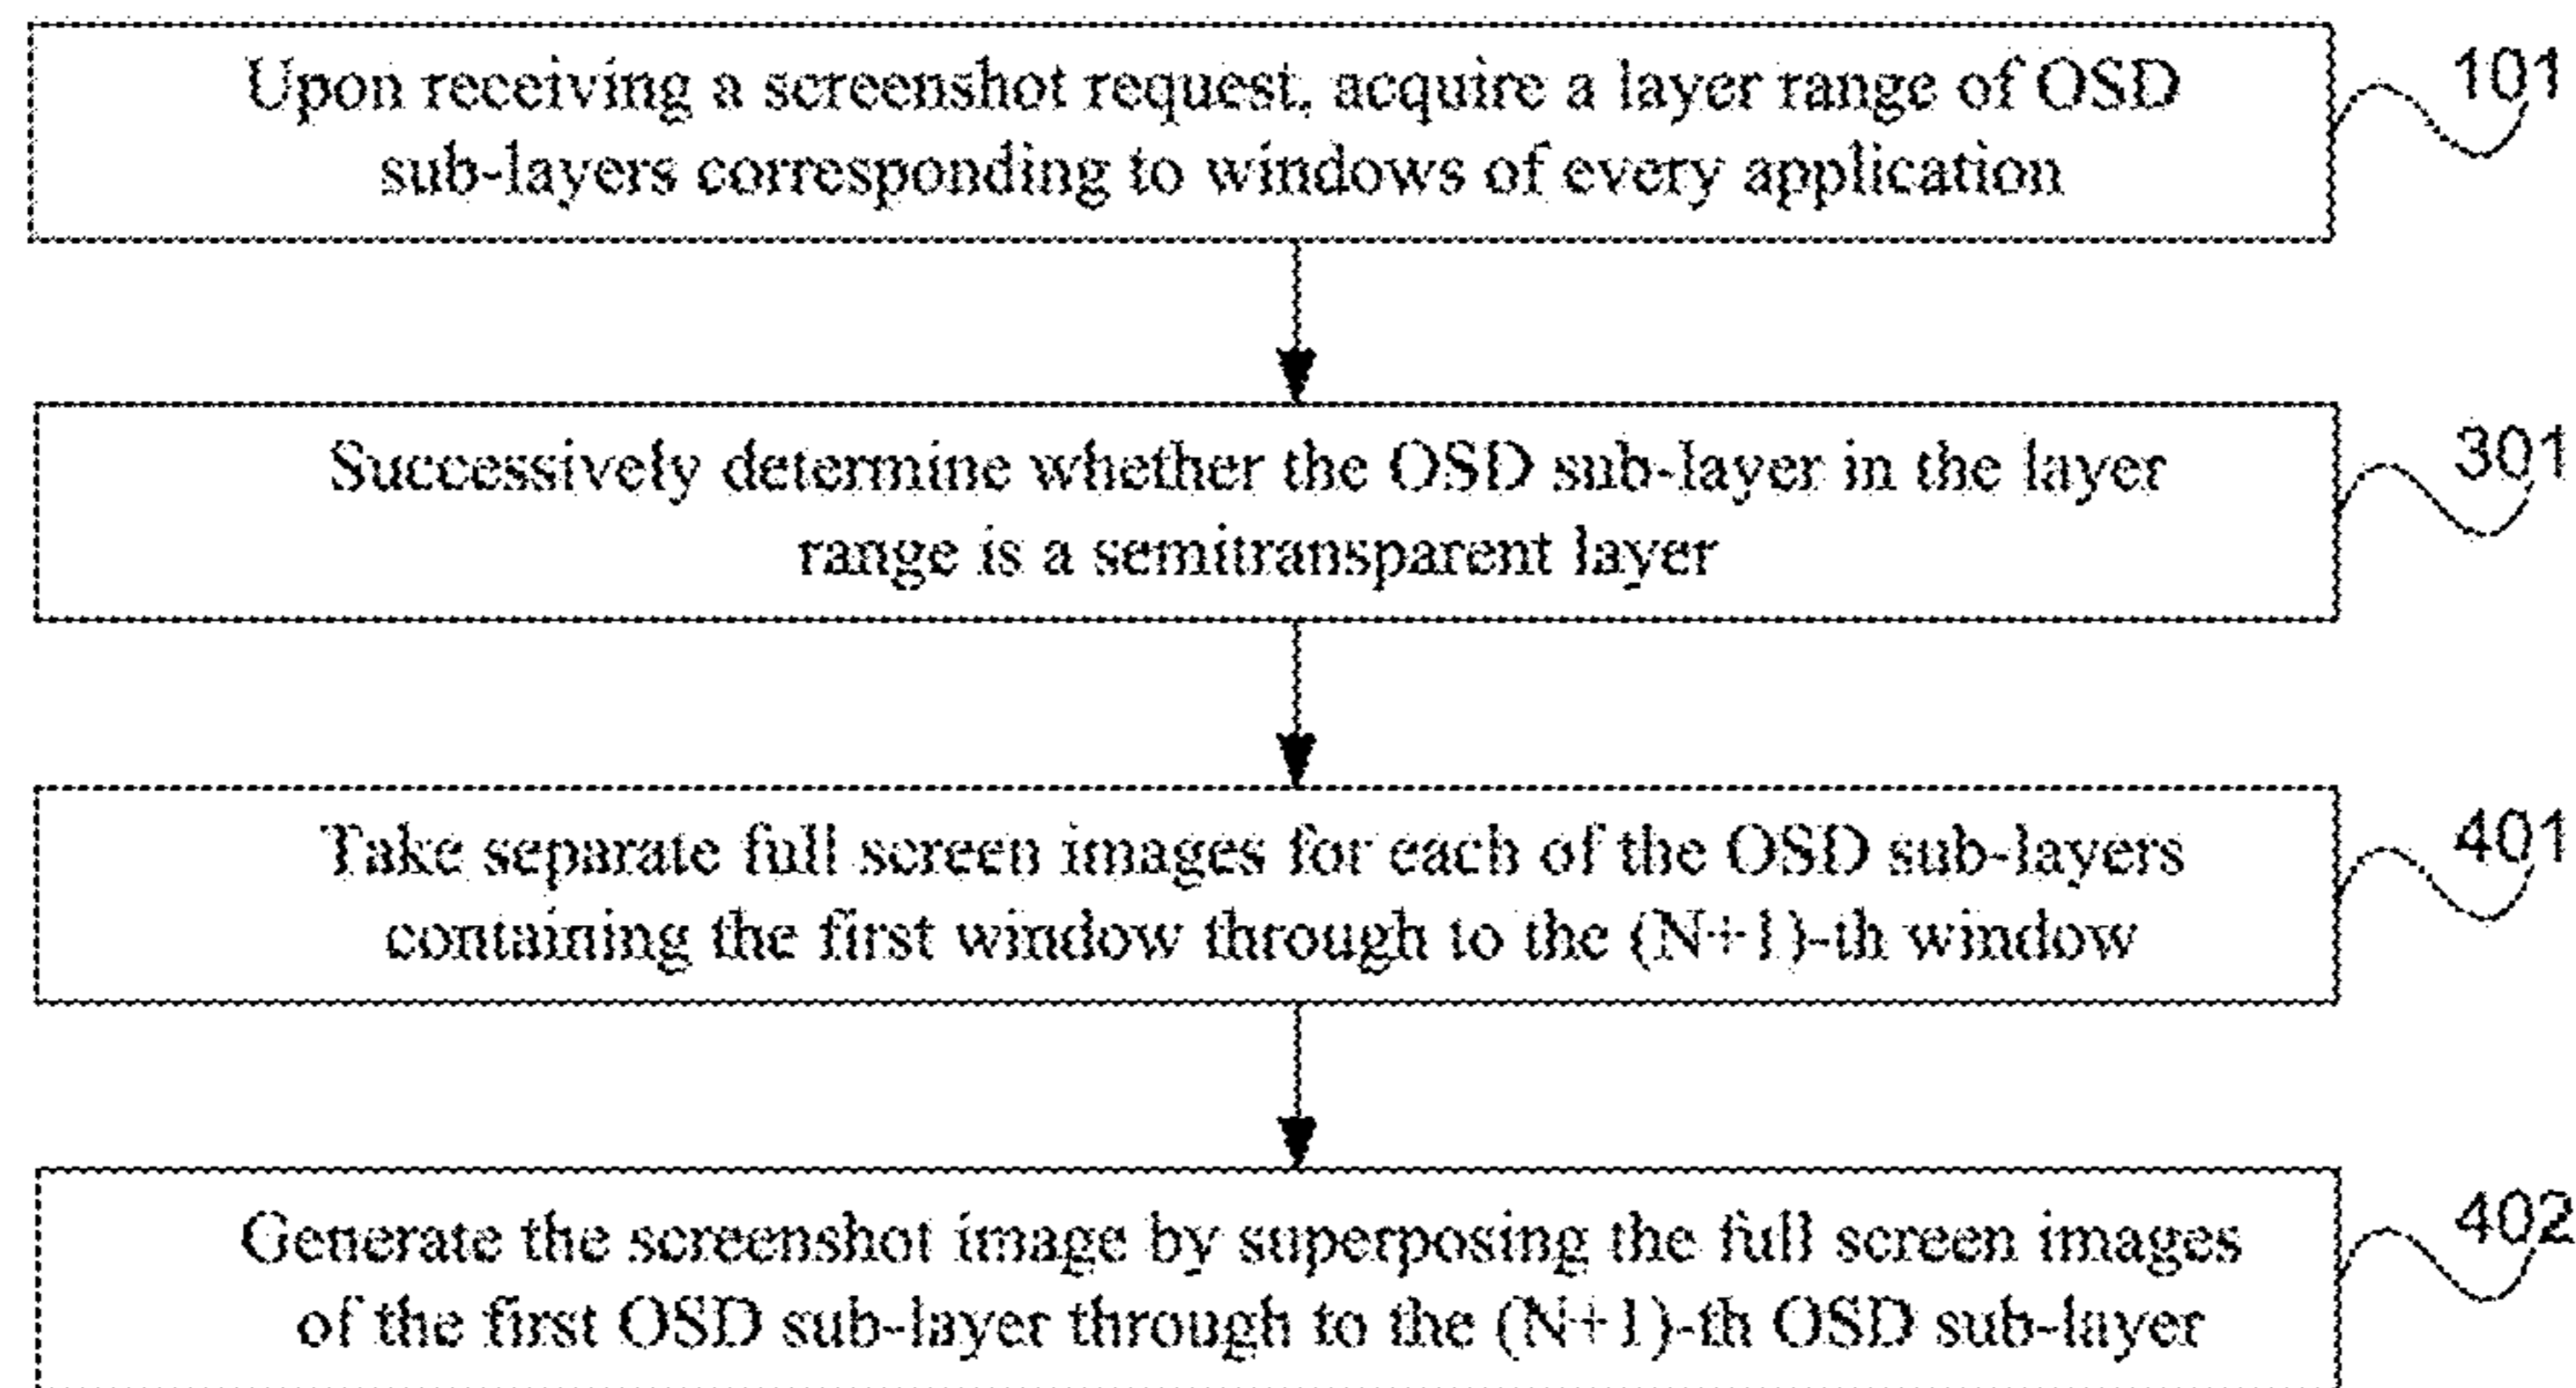 Upon receiving a screenshot request, acquire a layer range of OSD
sub-layers corresponding to windows of every application
101
Successively determine whether the OSD sub-layer in the layer
range is a semitransparent layer
301
Take separate full screen images for each of the OSD sub-layers
containing the first window through to the (N+1)-th window
401
Generate the screenshot image by superposing the full screen images
of the first OSD sub-layer through to the (N+1)-th OSD sub-layer
402